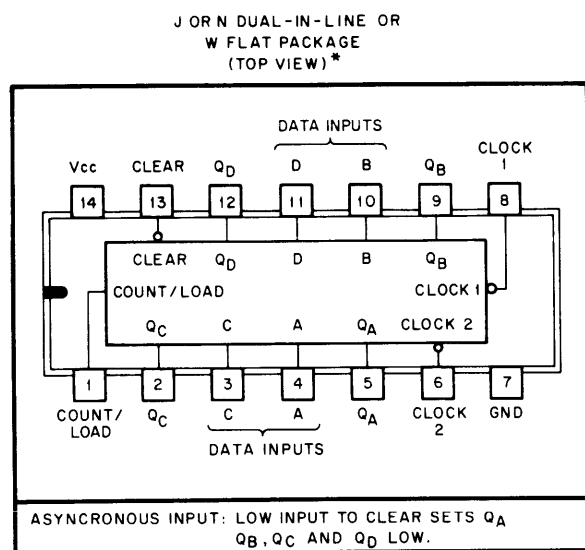 J OR N DUAL-IN-LINE OR
W FLAT PACKAGE
(TOP VIEW)*
DATA INPUTS
CLOCK
1
Vcc CLEAR QD D B QB
14 13 12 11 10 9 8
CLEAR QD D B QB
COUNT/LOAD CLOCK 1
CLOCK 2
QC C A QA
1 2 3 4 5 6 7
COUNT/
LOAD QC C A QA CLOCK
2 GND
DATA INPUTS
ASYNCRONOUS INPUT: LOW INPUT TO CLEAR SETS QA
QB, QC AND QD LOW.